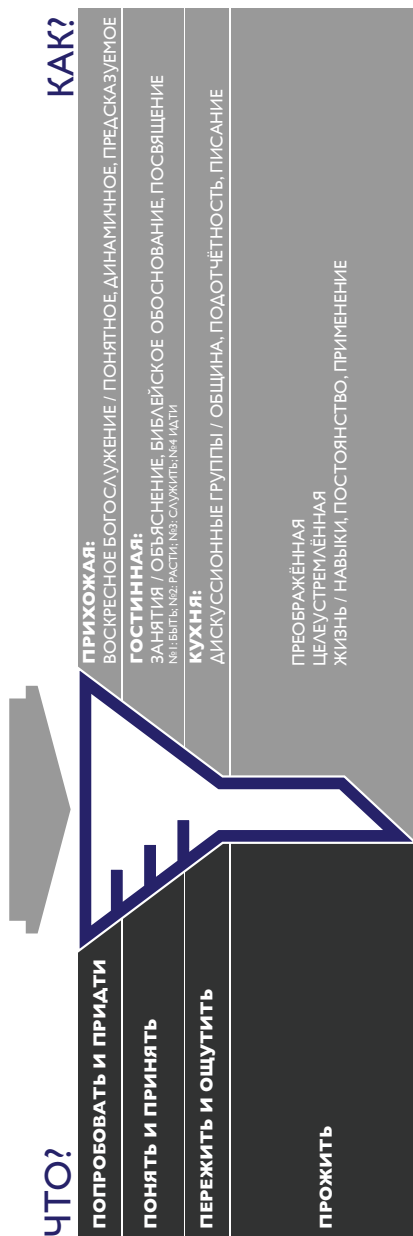 ЧТО?
КАК?
ПОПРОБОВАТЬ И ПРИДТИ
ПРИХОЖАЯ:
ВОСКРЕСНОЕ БОГОСЛУЖЕНИЕ / ПОНЯТНОЕ, ДИНАМИЧНОЕ, ПРЕДСКАЗУЕМОЕ
ПОНЯТЬ И ПРИНЯТЬ
ГОСТИННАЯ:
ЗАНЯТИЯ / ОБЪЯСНЕНИЕ, БИБЛЕЙСКОЕ ОБОСНОВАНИЕ, ПОСВЯЩЕНИЕ
№1: БЫТЬ; №2: РАСТИ; №3: СЛУЖИТЬ; №4 ИДТИ
ПЕРЕЖИТЬ И ОЩУТИТЬ
КУХНЯ:
ДИСКУССИОННЫЕ ГРУППЫ / ОБЩИНА, ПОДОТЧЁТНОСТЬ, ПИСАНИЕ
ПРОЖИТЬ
ПРЕОБРАЖЁННАЯ
ЦЕЛЕУСТРЕМЛЁННАЯ
ЖИЗНЬ / НАВЫКИ, ПОСТОЯНСТВО, ПРИМЕНЕНИЕ